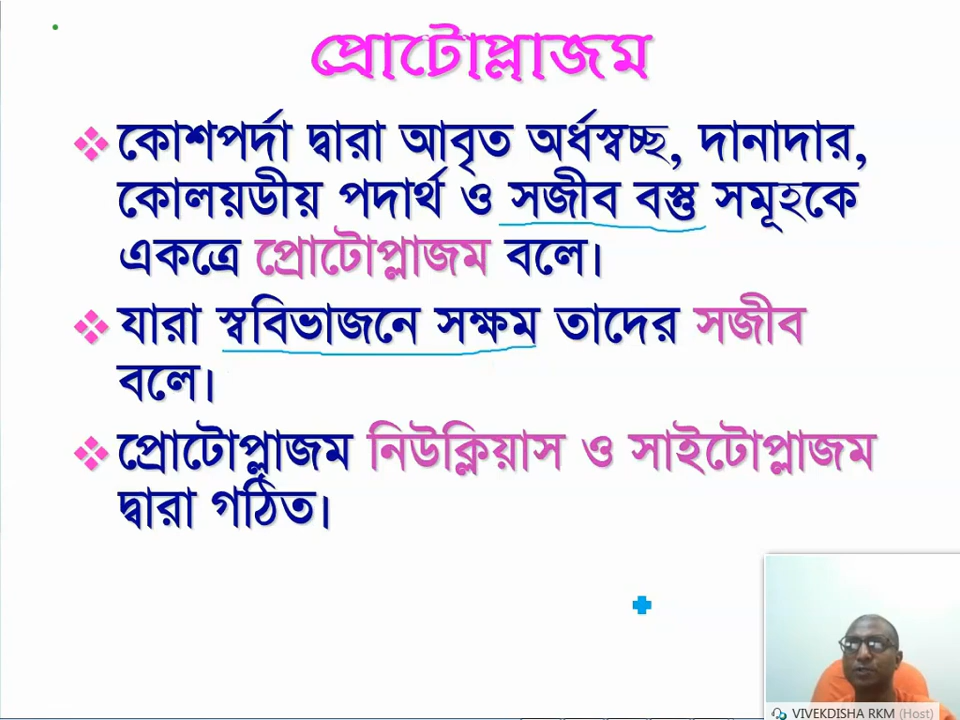 প্রোটোপ্লাজম
কোশপর্দা দ্বারা আবৃত অর্ধস্বচ্ছ, দানাদার,
কোলয়ডীয় পদার্থ ও সজীব বস্তু সমূহকে
একত্রে প্রোটোপ্লাজম বলে।
যারা স্ববিভাজনে সক্ষম তাদের সজীব
বলে।
প্রোটোপ্লাজম নিউক্লিয়াস ও সাইটোপ্লাজম
দ্বারা গঠিত।
VIVEKDISHA RKM (Host)